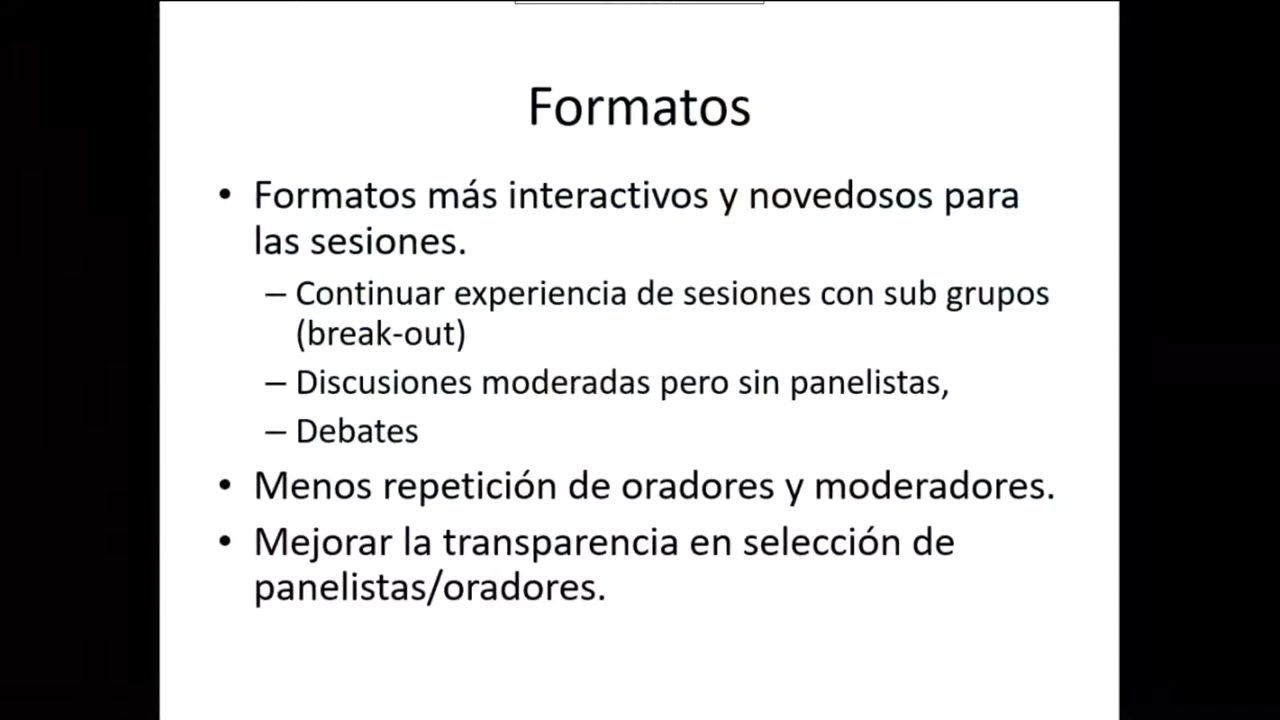 Formatos
• Formatos más interactivos y novedosos para
las sesiones.
– Continuar experiencia de sesiones con sub grupos
(break-out)
– Discusiones moderadas pero sin panelistas,
– Debates
• Menos repetición de oradores y moderadores.
• Mejorar la transparencia en selección de
panelistas/oradores.